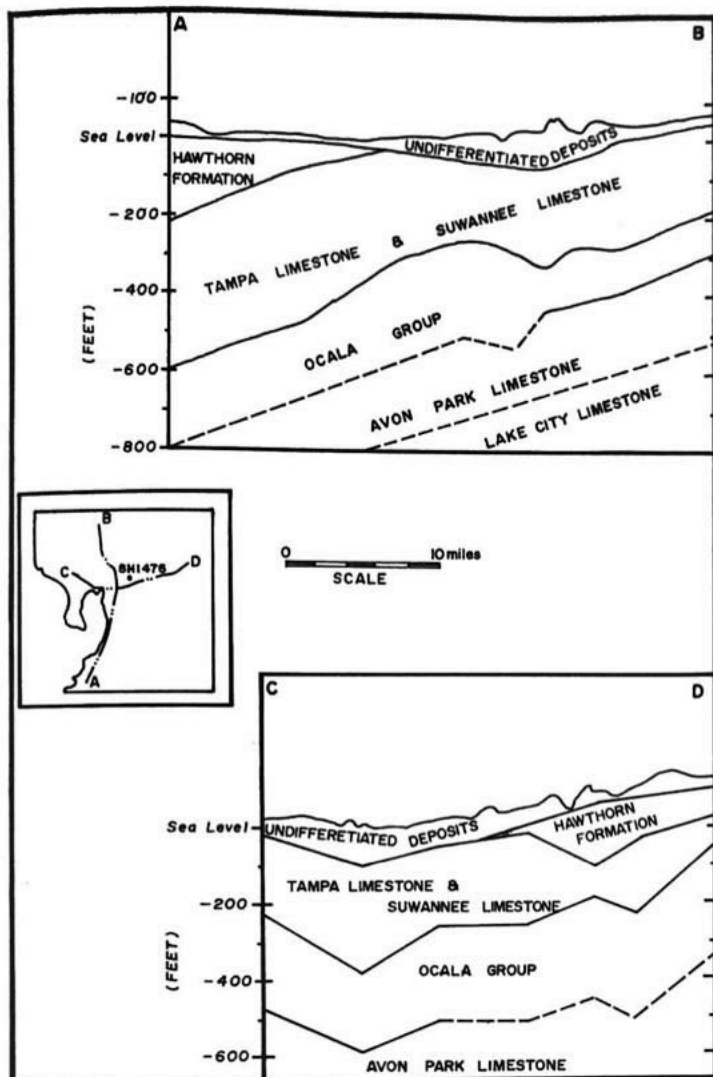 A
B
-100
Sea Level
UNDIFFERENTIATED DEPOSITS
HAWTHORN
FORMATION
-200
TAMPA LIMESTONE & SUWANNEE LIMESTONE
-400
(FEET)
OCALA GROUP
-600
AVON PARK LIMESTONE
LAKE CITY LIMESTONE
-800
B
8HI476
D
C
A
0 10 miles
SCALE
C
D
Sea Level
UNDIFFERETIATED DEPOSITS
HAWTHORN
FORMATION
TAMPA LIMESTONE &
SUWANNEE LIMESTONE
-200
(FEET)
OCALA GROUP
-400
-600
AVON PARK LIMESTONE